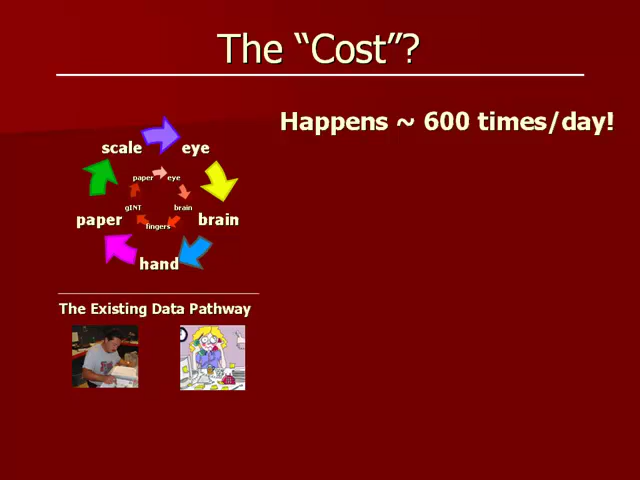 The “Cost”?
Happens ~ 600 times/day!
scale
eye
paper
eye
gINT
brain
fingers
paper
brain
hand
The Existing Data Pathway